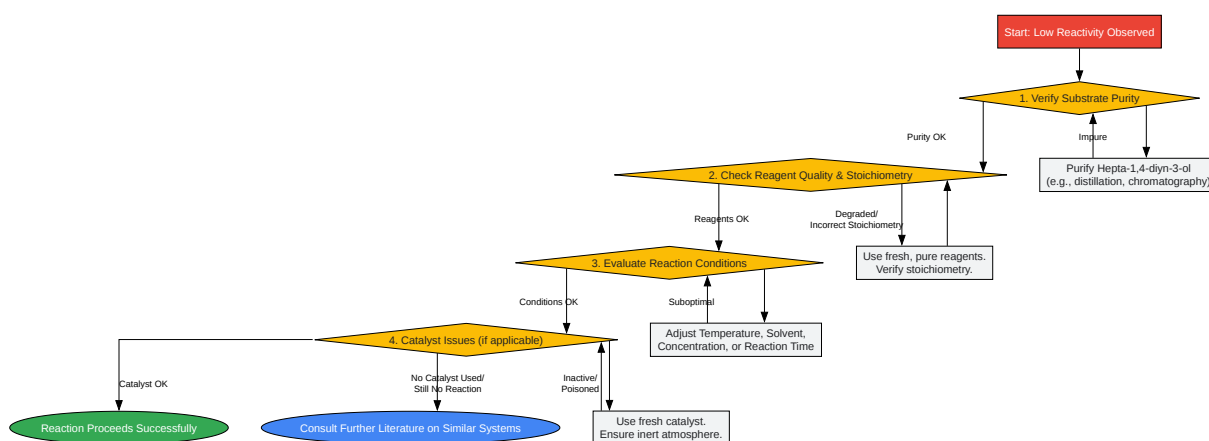 Start: Low Reactivity Observed
1. Verify Substrate Purity
Purity OK
Impure
Purify Hepta-1,4-diyn-3-ol
(e.g., distillation, chromatography)
2. Check Reagent Quality & Stoichiometry
Reagents OK
Degraded/
Incorrect Stoichiometry
Use fresh, pure reagents.
Verify stoichiometry.
3. Evaluate Reaction Conditions
Conditions OK
Suboptimal
Adjust Temperature, Solvent,
Concentration, or Reaction Time
4. Catalyst Issues (if applicable)
Catalyst OK
No Catalyst Used/
Still No Reaction
Inactive/
Poisoned
Reaction Proceeds Successfully
Consult Further Literature on Similar Systems
Use fresh catalyst.
Ensure inert atmosphere.